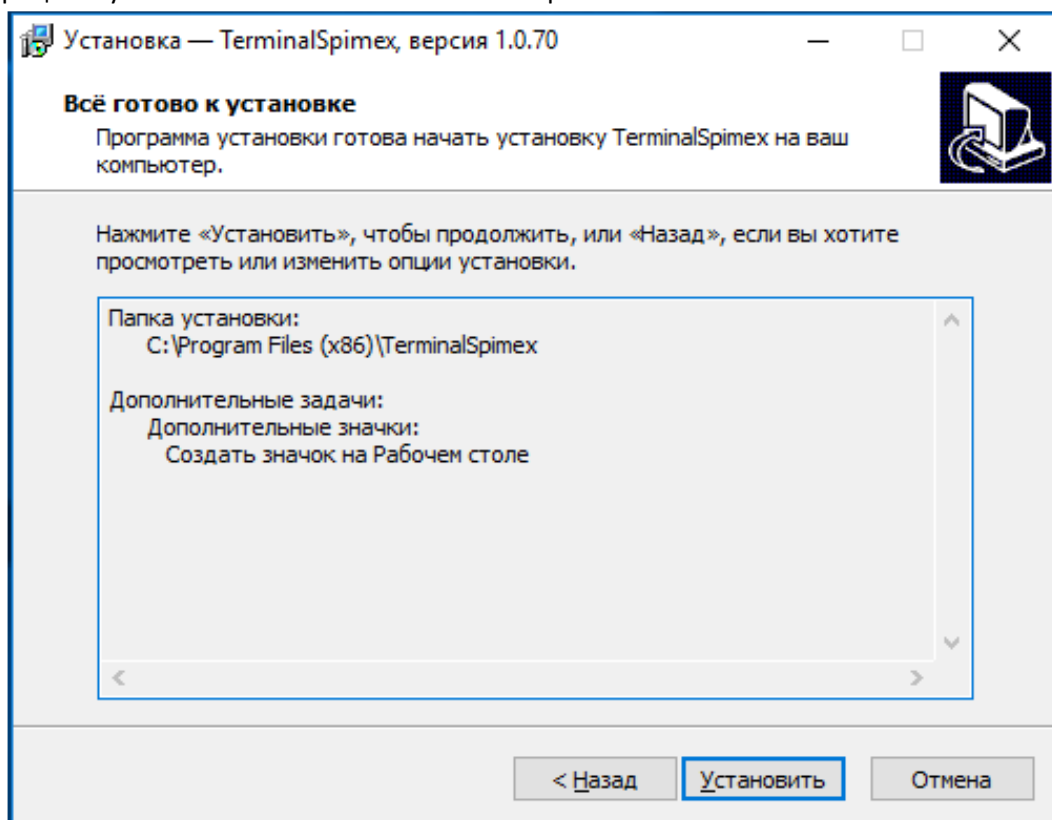 Установка — TerminalSpimex, версия 1.0.70
Всё готово к установке
Программа установки готова начать установку TerminalSpimex на ваш
компьютер.
Нажмите «Установить», чтобы продолжить, или «Назад», если вы хотите
просмотреть или изменить опции установки.
Папка установки:
C:\Program Files (x86)\TerminalSpimex
Дополнительные задачи:
Дополнительные значки:
Создать значок на Рабочем столе
< Назад
Установить
Отмена